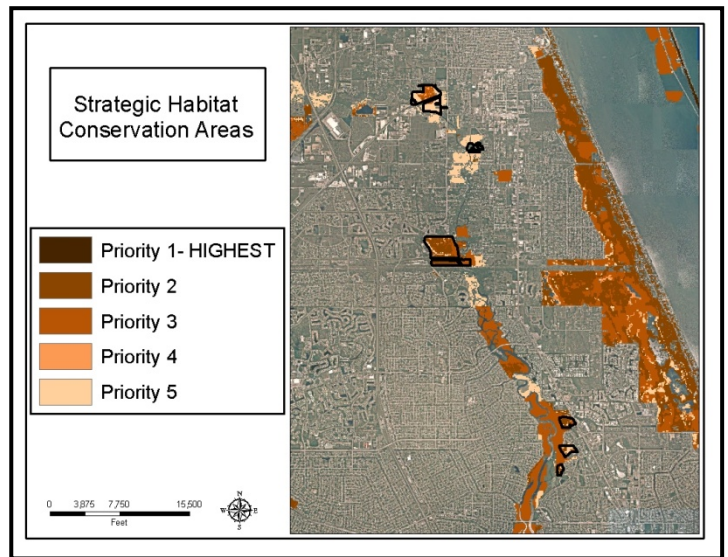 Strategic Habitat
Conservation Areas
Priority 1- HIGHEST
Priority 2
Priority 3
Priority 4
Priority 5
0 3,875 7,750 15,500
Feet
N
W E
S